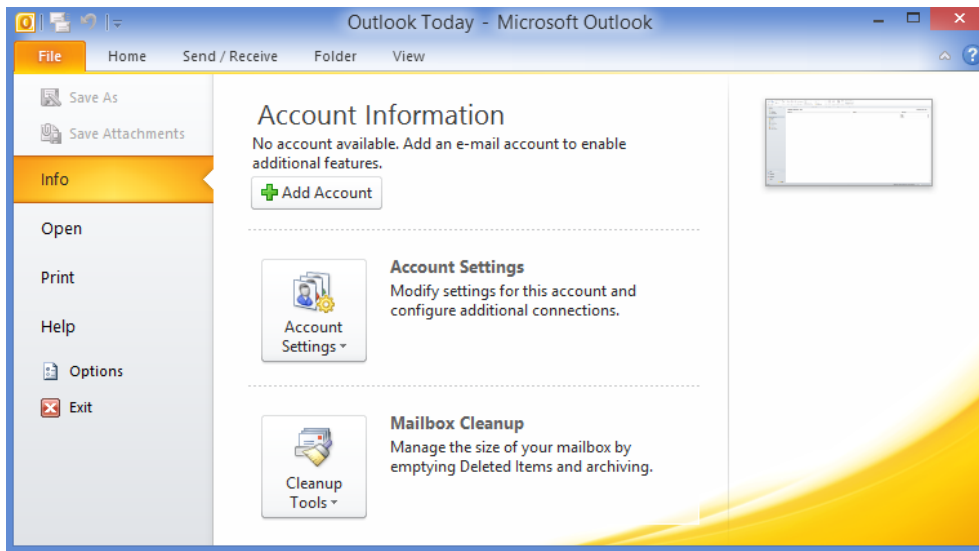 Outlook Today - Microsoft Outlook
File Home Send / Receive Folder View
Save As
Save Attachments
Info
Open
Print
Help
Options
Exit
Account Information
No account available. Add an e-mail account to enable
additional features.
Add Account
Account Settings
Modify settings for this account and
configure additional connections.
Account
Settings
Mailbox Cleanup
Manage the size of your mailbox by
emptying Deleted Items and archiving.
Cleanup
Tools